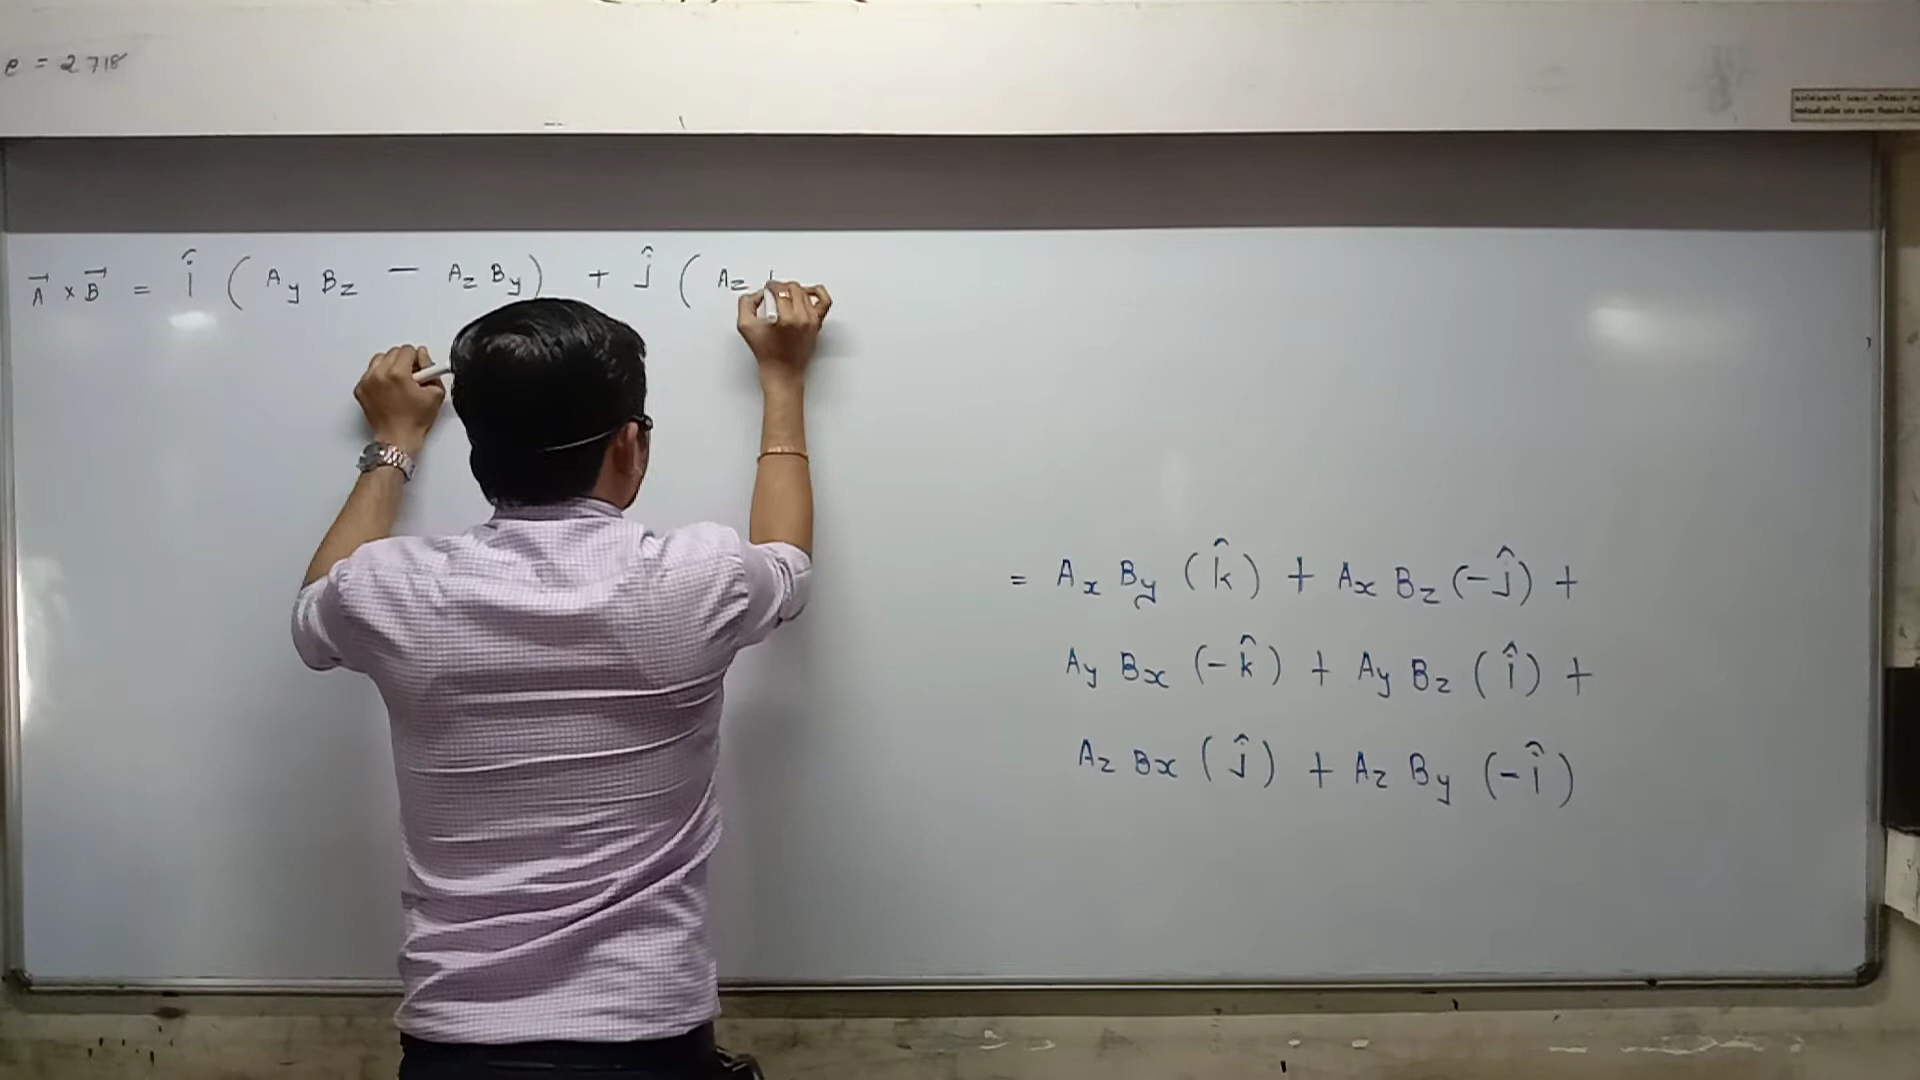 e = 2.718
A⃗ × B⃗ = î ( Ay Bz − Az By ) + ĵ ( Az
= Ax By ( k̂ ) + Ax Bz (−ĵ) +
Ay Bx (−k̂ ) + Ay Bz ( î ) +
Az Bx ( ĵ ) + Az By (−î )